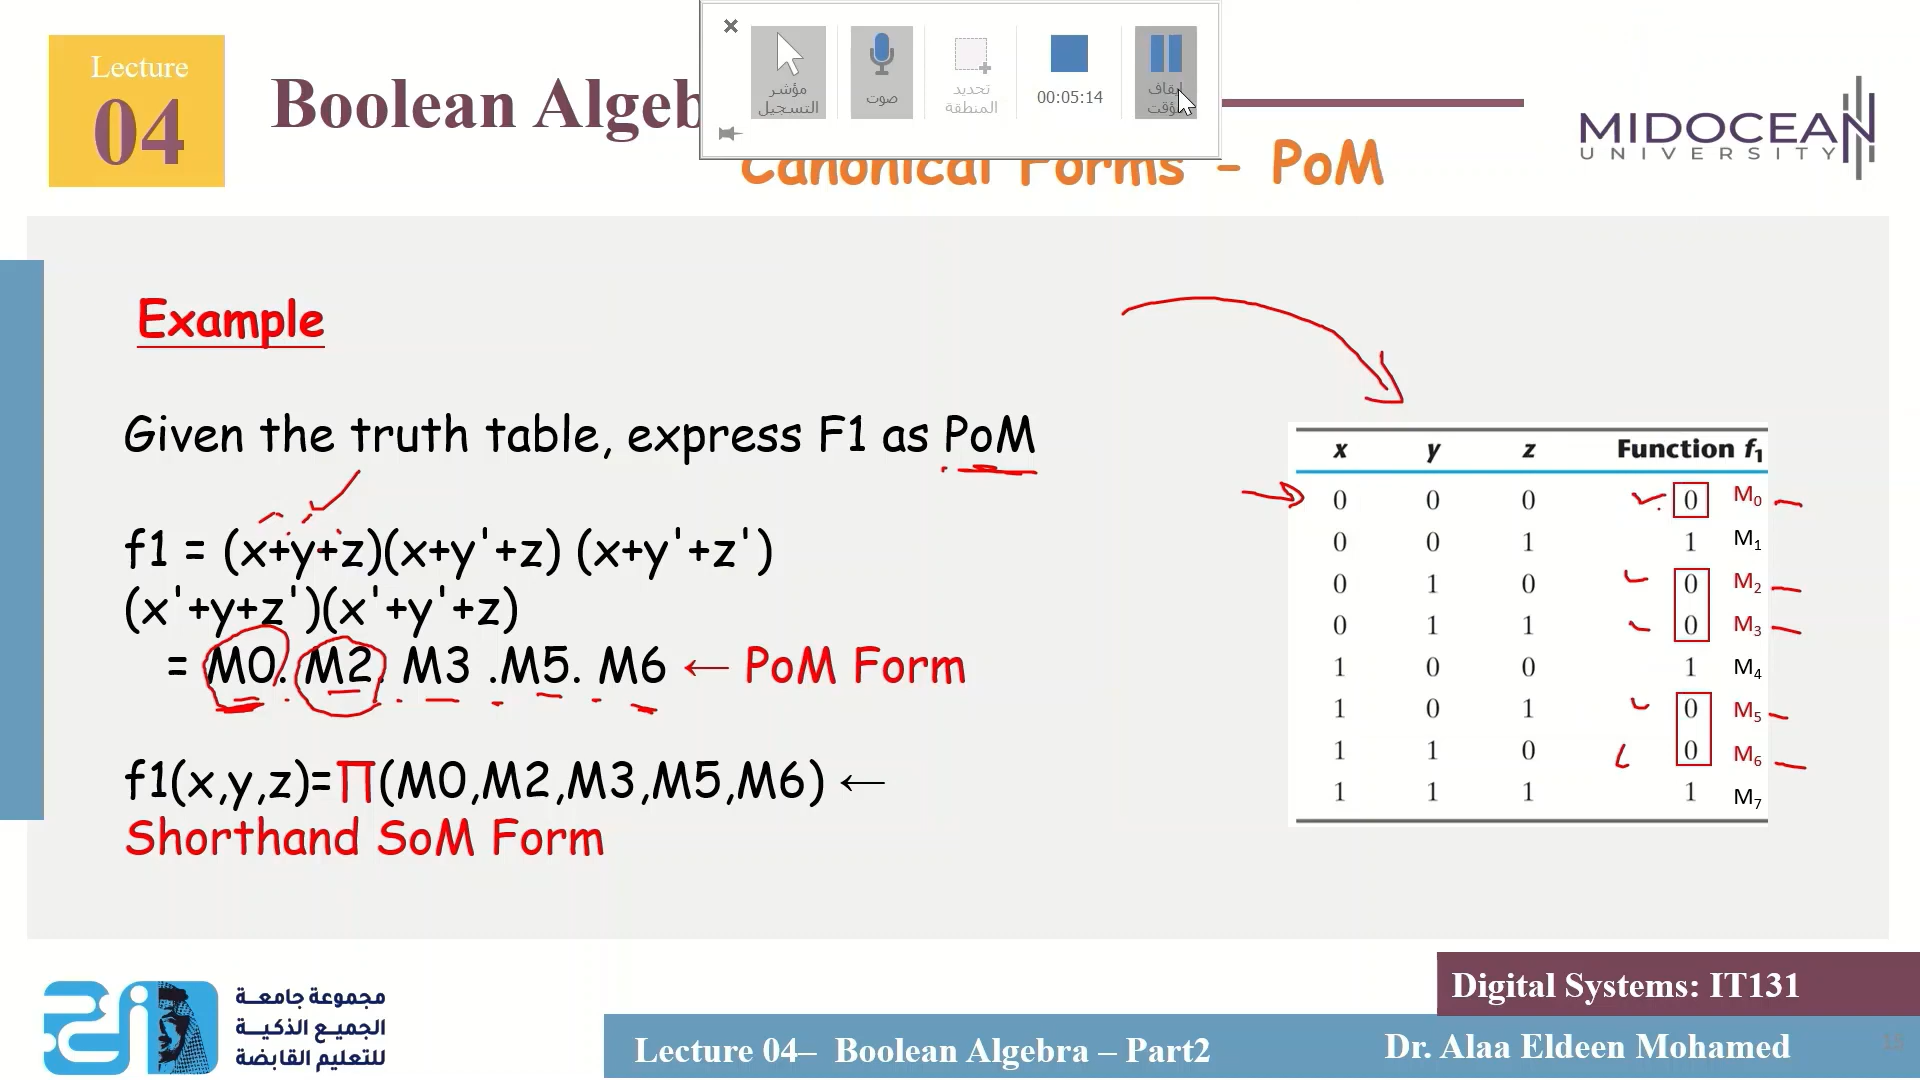 Lecture
04
Boolean Algeb
مؤشر
التسجيل
صوت
تحديد
المنطقة
00:05:14
إيقاف
Canonical Forms - PoM
MIDOCEAN
UNIVERSITY
Example
Given the truth table, express F1 as PoM
f1 = (x+y+z)(x+y'+z) (x+y'+z')
(x'+y+z')(x'+y'+z)
= M0. M2. M3 .M5. M6 ← PoM Form
f1(x,y,z)=∏(M0,M2,M3,M5,M6) ←
Shorthand SoM Form
x y z Function f₁
0 0 0 0 M₀
0 0 1 1 M₁
0 1 0 0 M₂
0 1 1 0 M₃
1 0 0 1 M₄
1 0 1 0 M₅
1 1 0 0 M₆
1 1 1 1 M₇
مجموعة جامعة
الجميع الذكية
للتعليم القابضة
Digital Systems: IT131
Lecture 04– Boolean Algebra – Part2
Dr. Alaa Eldeen Mohamed